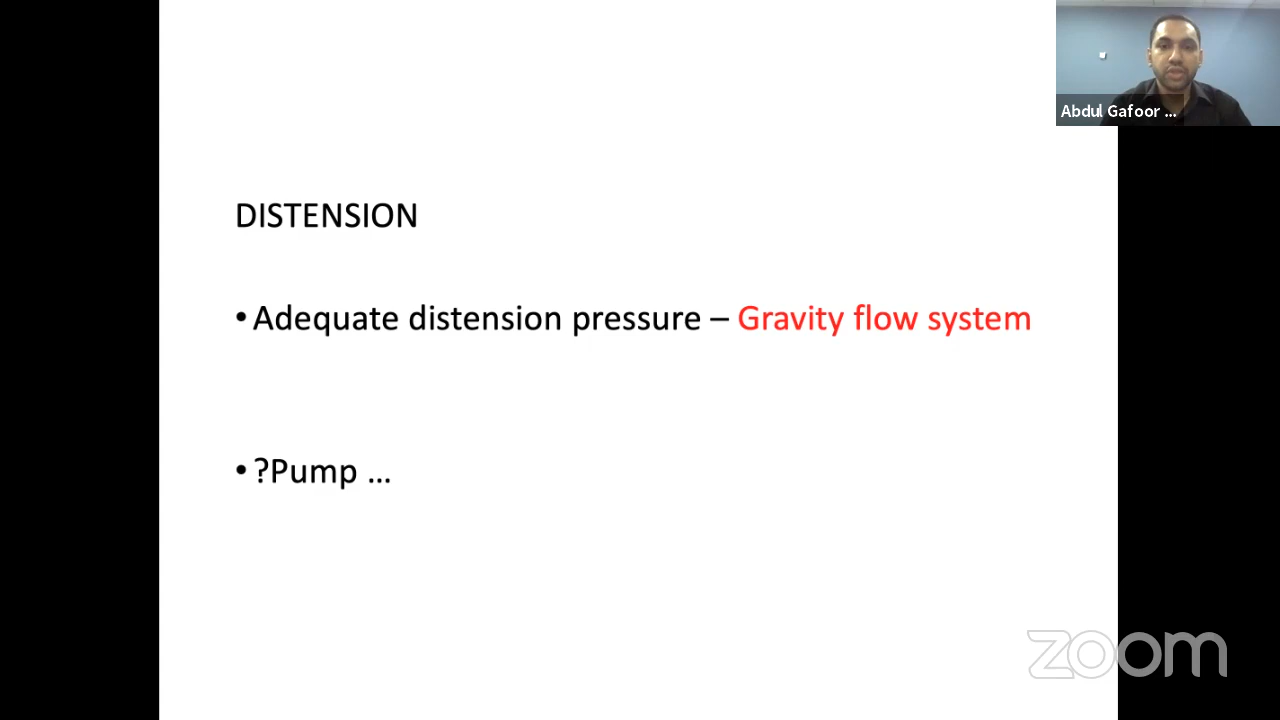 Abdul Gafoor ...
DISTENSION
• Adequate distension pressure – Gravity flow system
• ?Pump ...
zoom